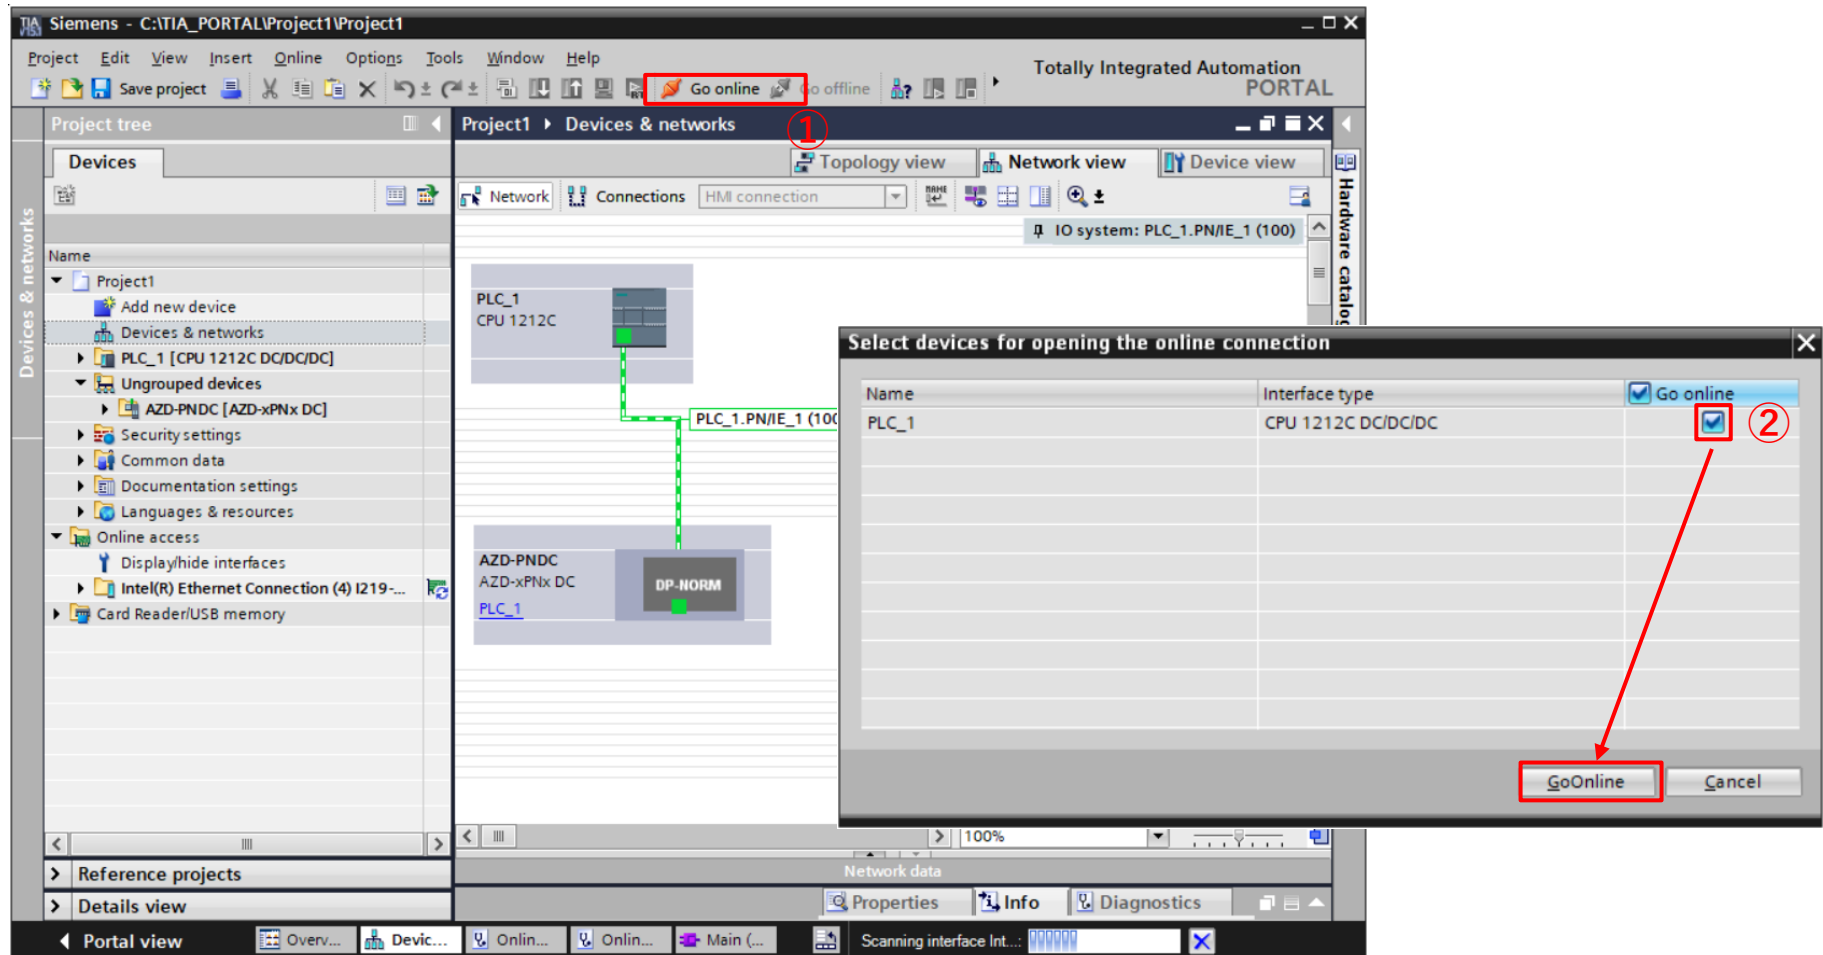 Siemens - C:\TIA_PORTAL\Project1\Project1
Project Edit View Insert Online Options Tools Window Help
Totally Integrated Automation
PORTAL
Save project
Go online
Go offline
①
Project tree
Project1 Devices & networks
Devices
Topology view Network view Device view
Network Connections HMI connection
IO system: PLC_1.PN/IE_1 (100)
Hardware catalog
Devices & networks
Name
Project1
Add new device
Devices & networks
PLC_1 [CPU 1212C DC/DC/DC]
Ungrouped devices
AZD-PNDC [AZD-xPNx DC]
Security settings
Common data
Documentation settings
Languages & resources
Online access
Display/hide interfaces
Intel(R) Ethernet Connection (4) I219-...
Card Reader/USB memory
PLC_1
CPU 1212C
PLC_1.PN/IE_1 (100
AZD-PNDC
AZD-xPNx DC
PLC_1
DP-NORM
Select devices for opening the online connection
Name Interface type Go online
PLC_1 CPU 1212C DC/DC/DC
②
GoOnline Cancel
100%
Reference projects
Details view
Network data
Properties Info Diagnostics
Portal view Overv... Devic... Onlin... Onlin... Main (... Scanning interface Int...: